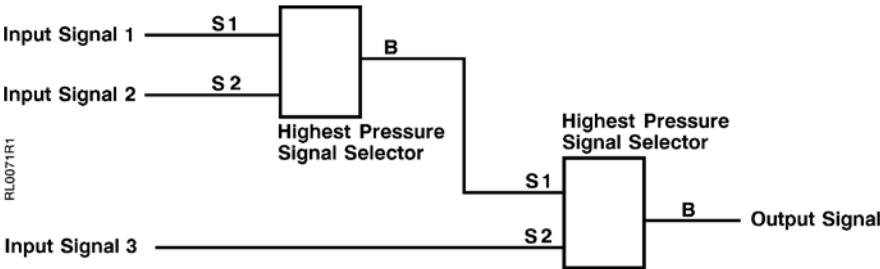 Input Signal 1
S1
B
Input Signal 2
S2
Highest Pressure
Signal Selector
Highest Pressure
Signal Selector
RL0071R1
S1
B
Output Signal
S2
Input Signal 3